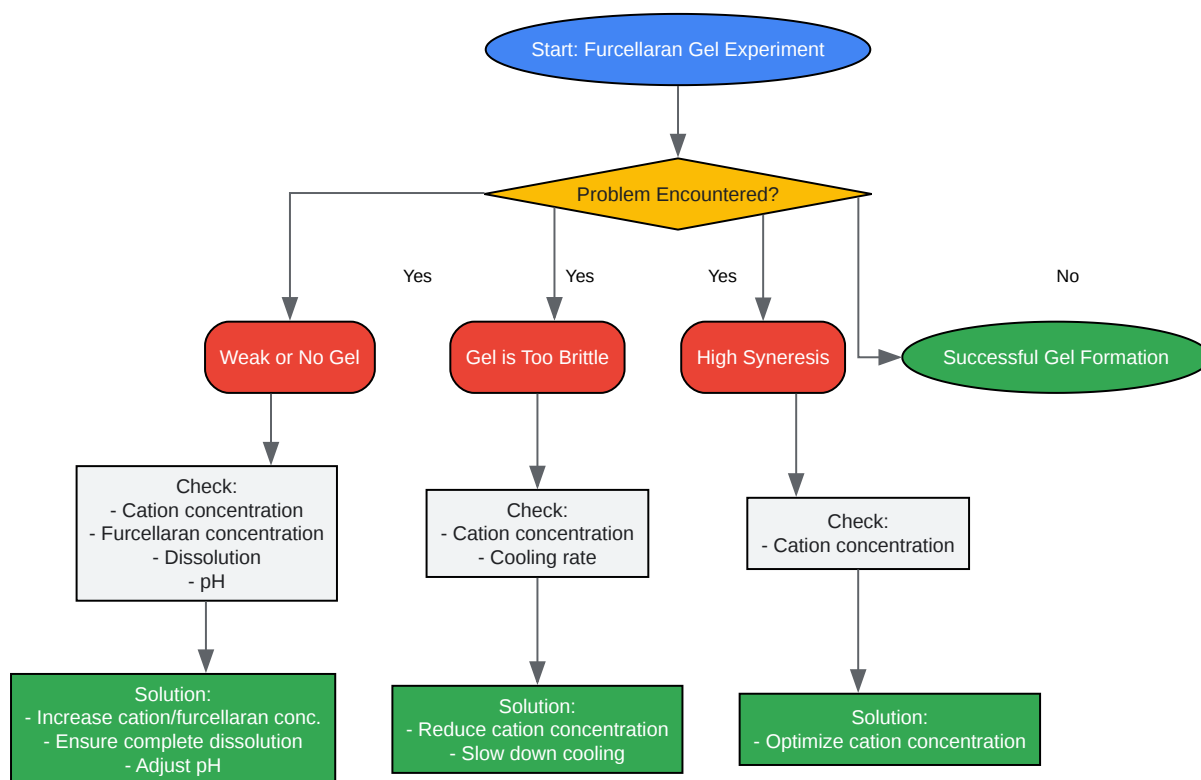 Start: Furcellaran Gel Experiment
Problem Encountered?
Yes
Yes
Yes
No
Weak or No Gel
Gel is Too Brittle
High Syneresis
Successful Gel Formation
Check:
- Cation concentration
- Furcellaran concentration
- Dissolution
- pH
Check:
- Cation concentration
- Cooling rate
Check:
- Cation concentration
Solution:
- Increase cation/furcellaran conc.
- Ensure complete dissolution
- Adjust pH
Solution:
- Reduce cation concentration
- Slow down cooling
Solution:
- Optimize cation concentration